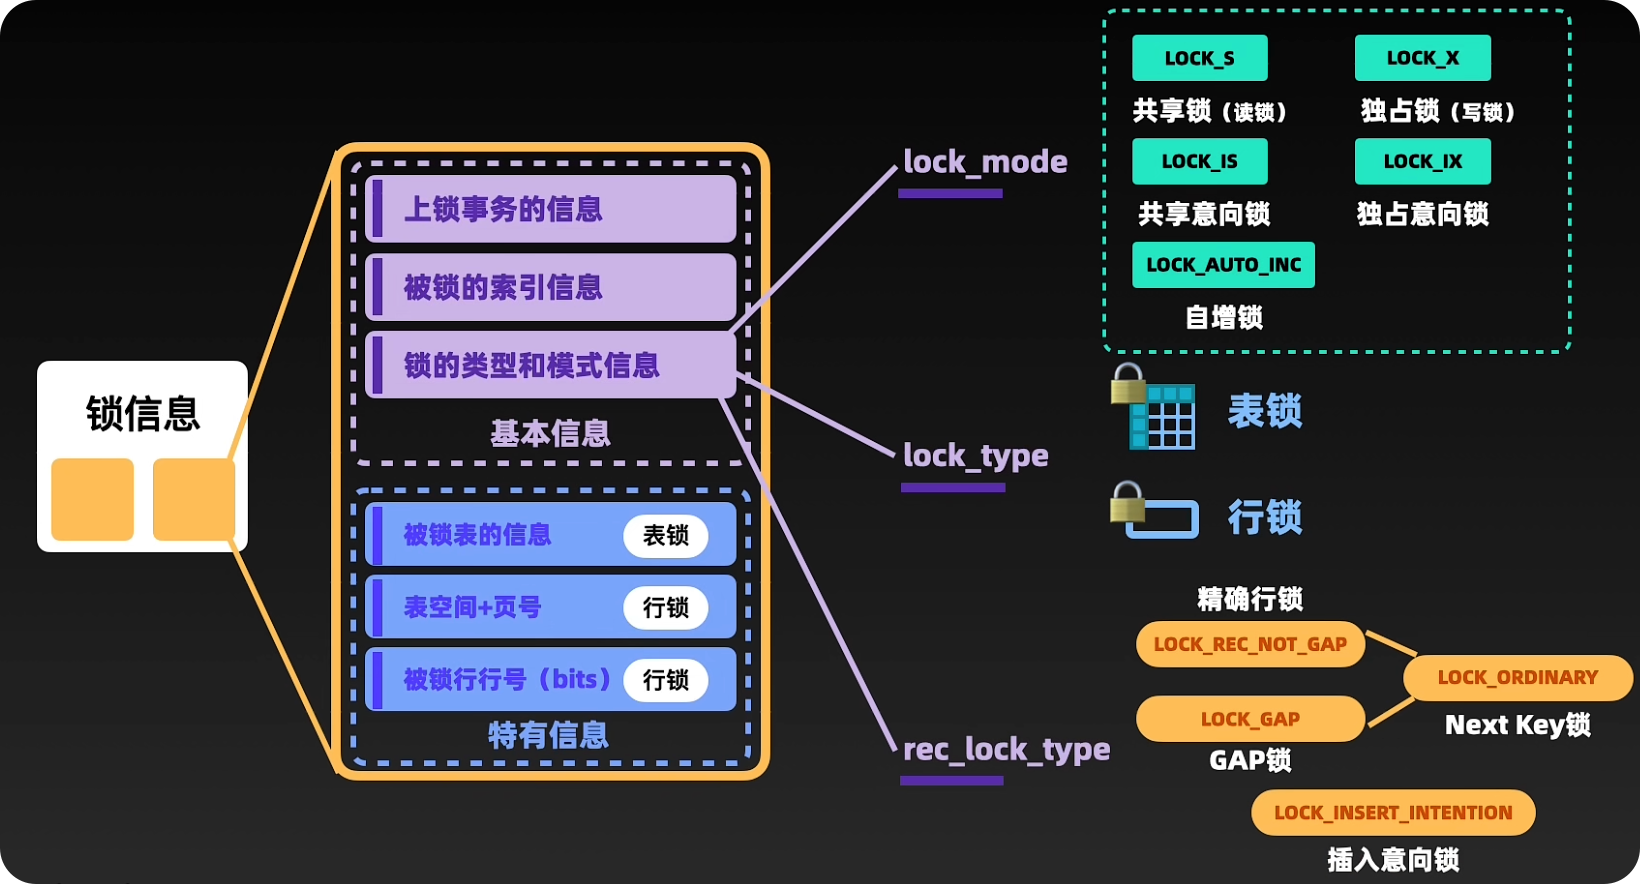 锁信息
上锁事务的信息
被锁的索引信息
锁的类型和模式信息
基本信息
被锁表的信息 表锁
表空间+页号 行锁
被锁行行号（bits） 行锁
特有信息
lock_mode
LOCK_S LOCK_X
共享锁（读锁） 独占锁（写锁）
LOCK_IS LOCK_IX
共享意向锁 独占意向锁
LOCK_AUTO_INC
自增锁
lock_type
表锁
行锁
rec_lock_type
精确行锁
LOCK_REC_NOT_GAP
LOCK_ORDINARY
Next Key锁
LOCK_GAP
GAP锁
LOCK_INSERT_INTENTION
插入意向锁